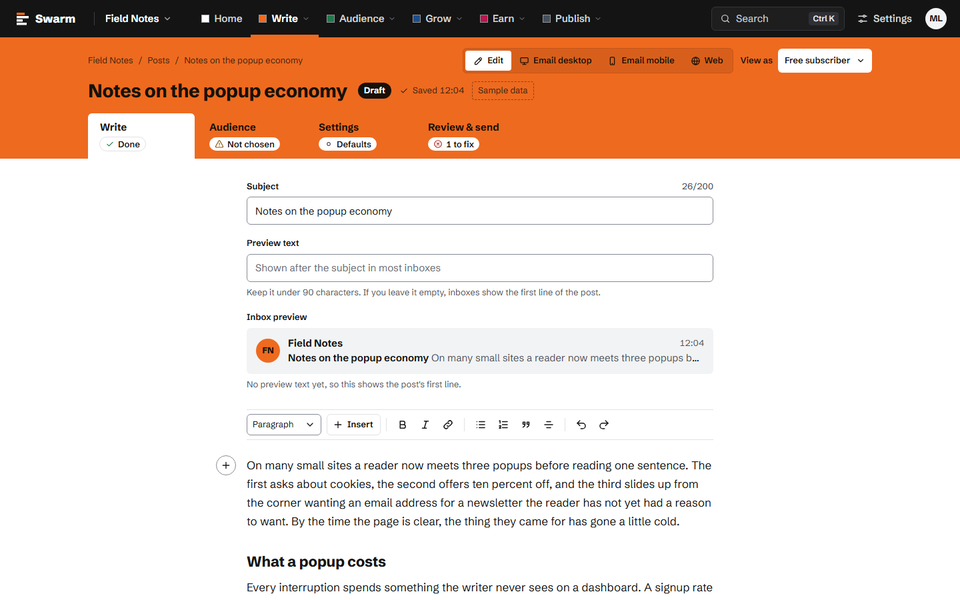 Swarm
Field Notes
Home
Write
Audience
Grow
Earn
Publish
Search
Ctrl K
Settings
ML
Field Notes / Posts / Notes on the popup economy
Edit
Email desktop
Email mobile
Web
View as
Free subscriber
Notes on the popup economy
Draft
Saved 12:04
Sample data
Write
Done
Audience
Not chosen
Settings
Defaults
Review & send
1 to fix
Subject
26/200
Notes on the popup economy
Preview text
Shown after the subject in most inboxes
Keep it under 90 characters. If you leave it empty, inboxes show the first line of the post.
Inbox preview
FN
Field Notes
12:04
Notes on the popup economy On many small sites a reader now meets three popups b...
No preview text yet, so this shows the post's first line.
Paragraph
Insert
B
I
On many small sites a reader now meets three popups before reading one sentence. The
first asks about cookies, the second offers ten percent off, and the third slides up from
the corner wanting an email address for a newsletter the reader has not yet had a reason
to want. By the time the page is clear, the thing they came for has gone a little cold.
What a popup costs
Every interruption spends something the writer never sees on a dashboard. A signup rate